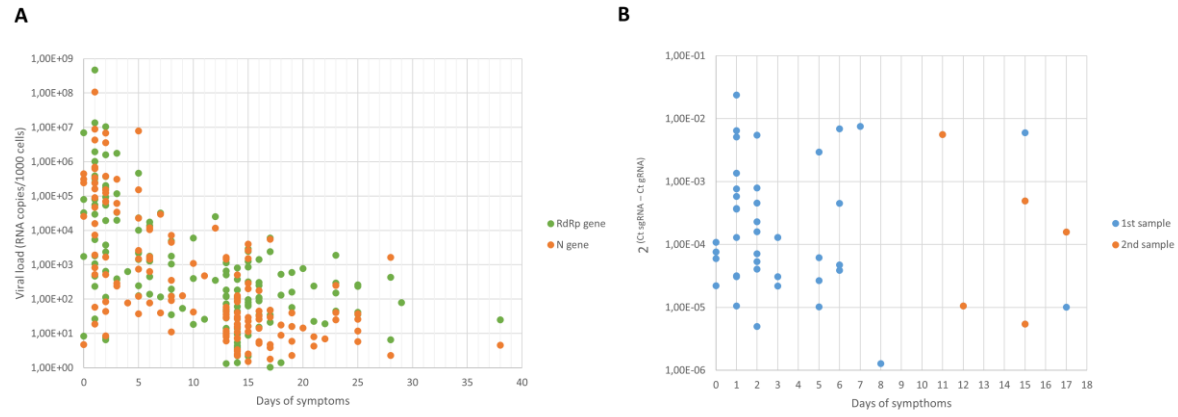 A
1,00E+09
1,00E+08
1,00E+07
1,00E+06
1,00E+05
1,00E+04
1,00E+03
1,00E+02
1,00E+01
1,00E+00
Viral load (RNA copies/1000 cells)
0 5 10 15 20 25 30 35 40
Days of symptoms
RdRp gene
N gene
B
1,00E-01
1,00E-02
1,00E-03
1,00E-04
1,00E-05
1,00E-06
2 (Ct sgRNA – Ct gRNA)
0 1 2 3 4 5 6 7 8 9 10 11 12 13 14 15 16 17 18
Days of sympthoms
1st sample
2nd sample